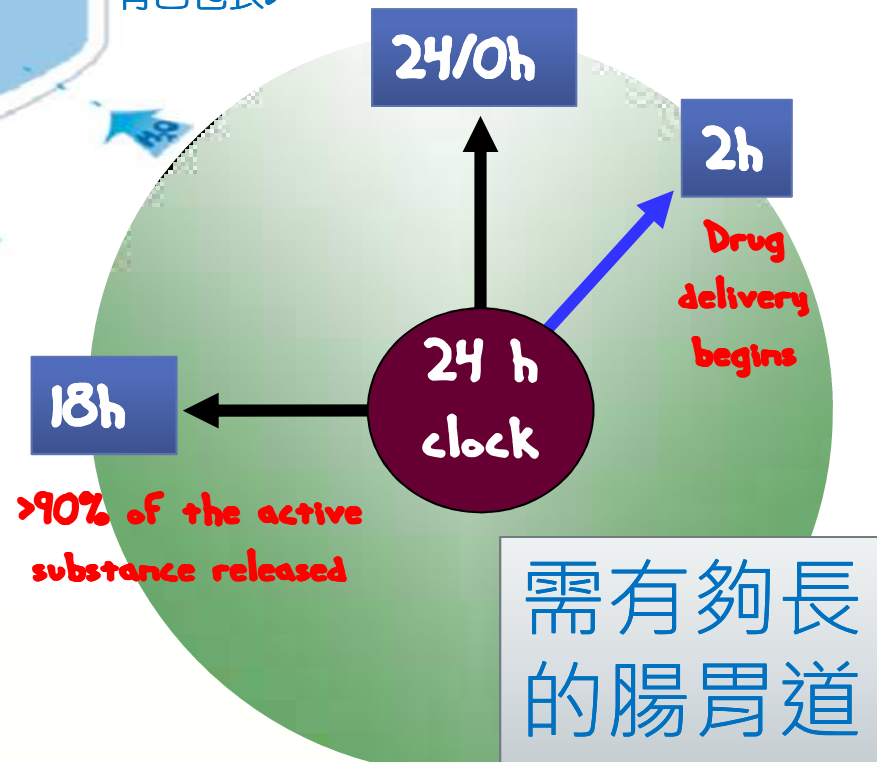 24/0h
H₂O
2h
Drug
delivery
begins
24 h
clock
18h
>90% of the active
substance released
需有夠長
的腸胃道